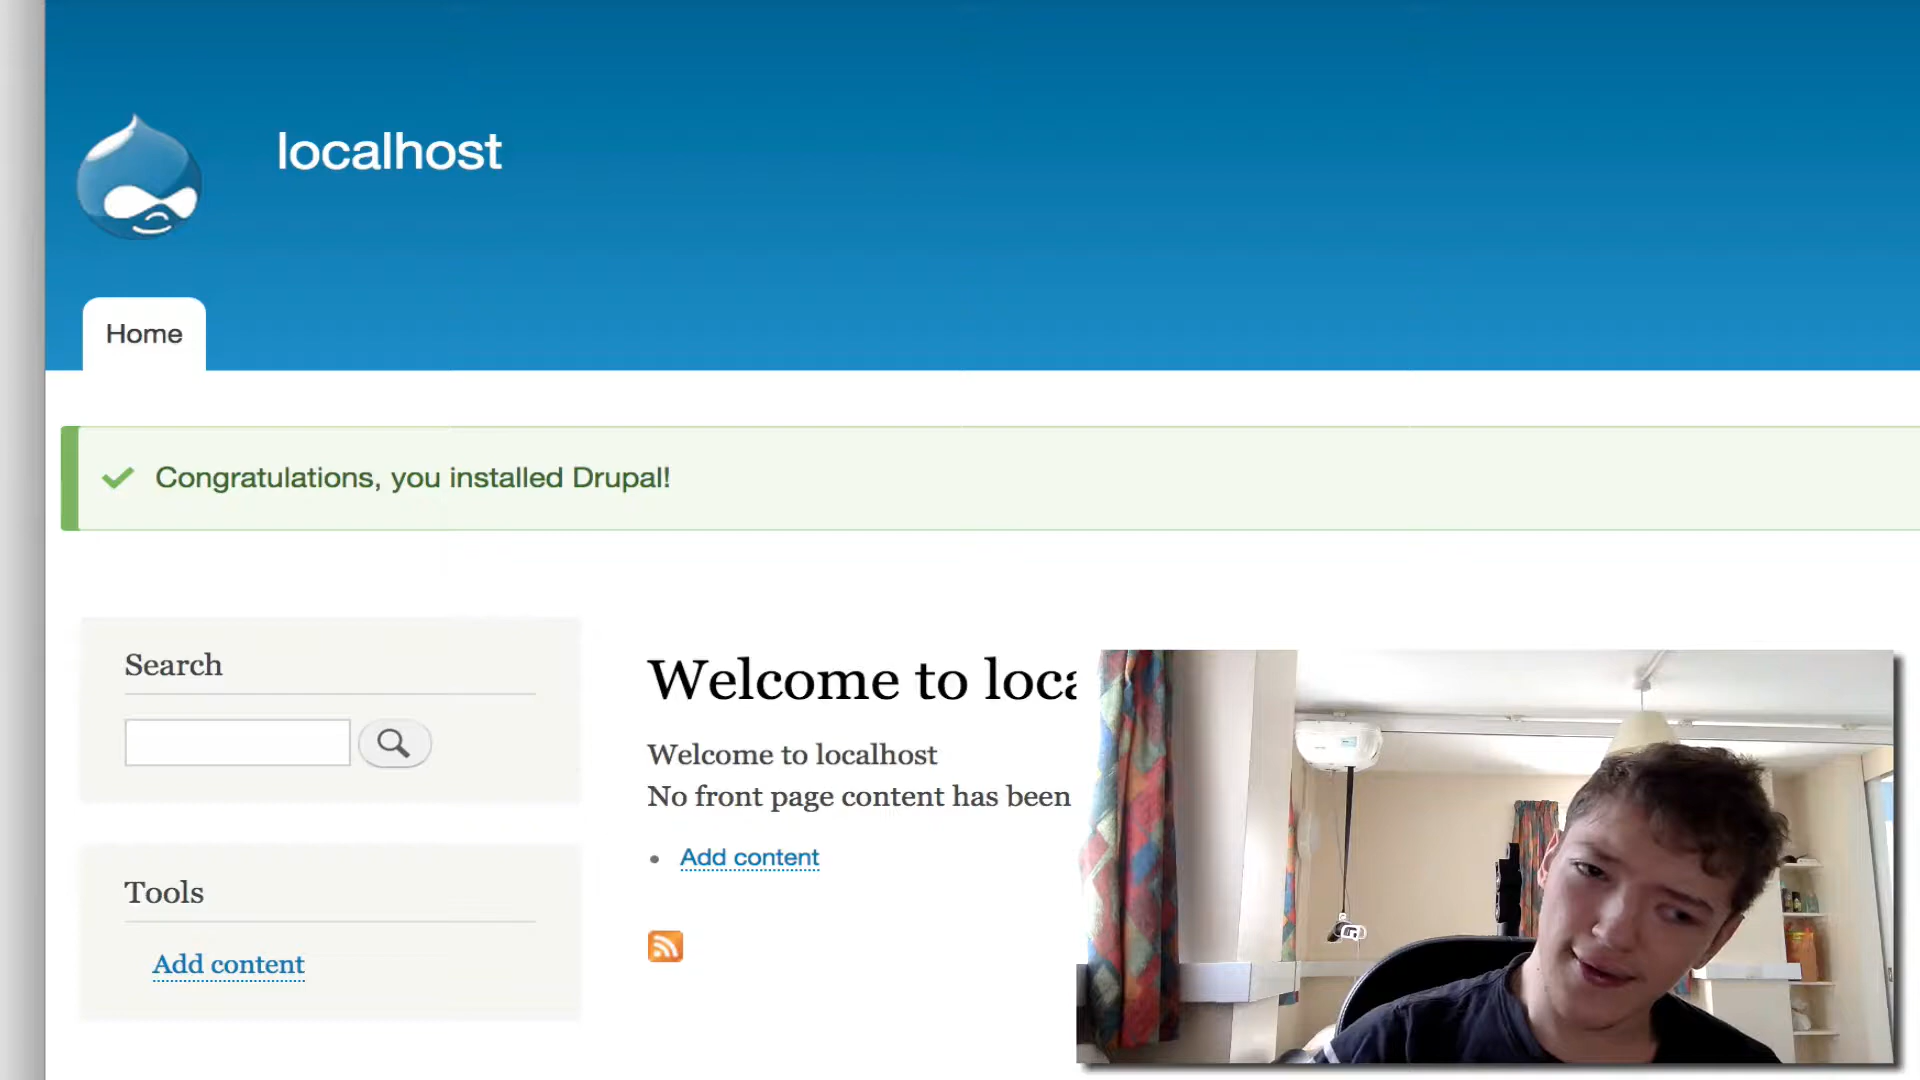 localhost
Home
Congratulations, you installed Drupal!
Search
Welcome to loca
Welcome to localhost
No front page content has been
Add content
Tools
Add content